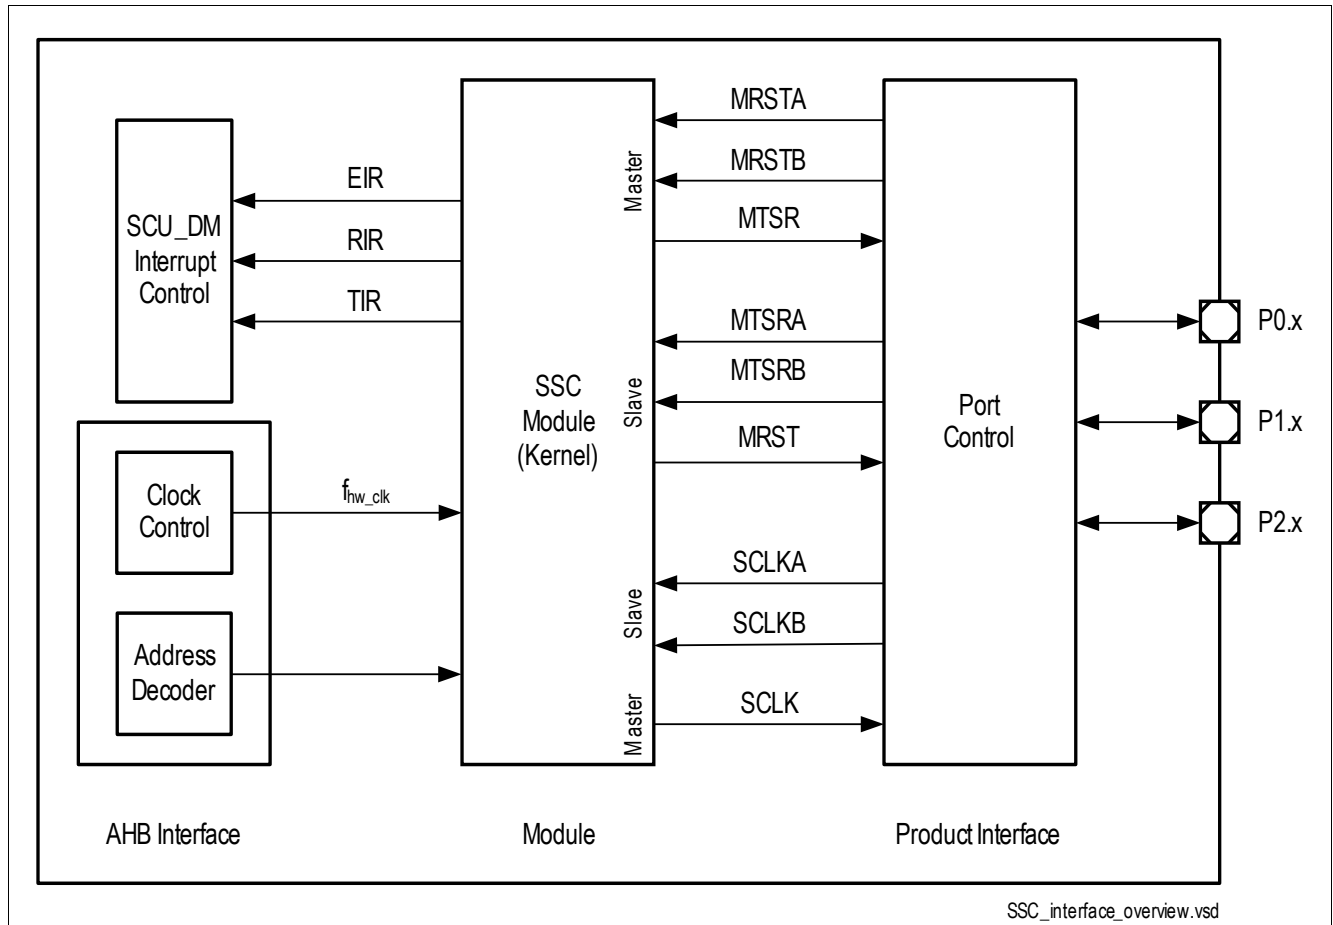 MRSTA
MRSTB
MTSR
Master
EIR
RIR
TIR
SCU_DM
Interrupt
Control
MTSRA
MTSRB
MRST
Slave
SSC
Module
(Kernel)
Port
Control
P0.x
P1.x
P2.x
Clock
Control
fhw_clk
Address
Decoder
SCLKA
SCLKB
Slave
SCLK
Master
AHB Interface
Module
Product Interface
SSC_interface_overview.vsd